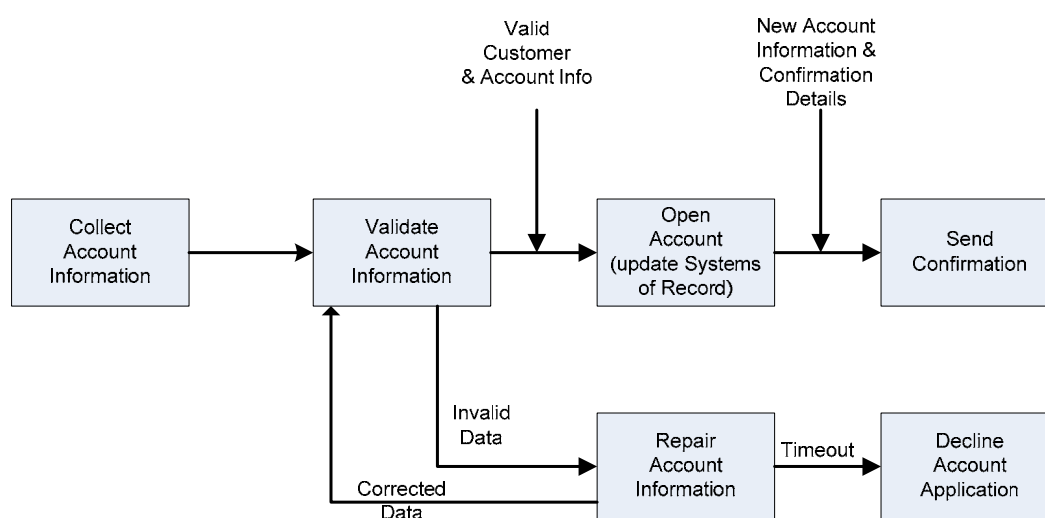 Valid
Customer
& Account Info
New Account
Information &
Confirmation
Details
Collect
Account
Information
Validate
Account
Information
Open
Account
(update Systems
of Record)
Send
Confirmation
Invalid
Data
Repair
Account
Information
Timeout
Decline
Account
Application
Corrected
Data